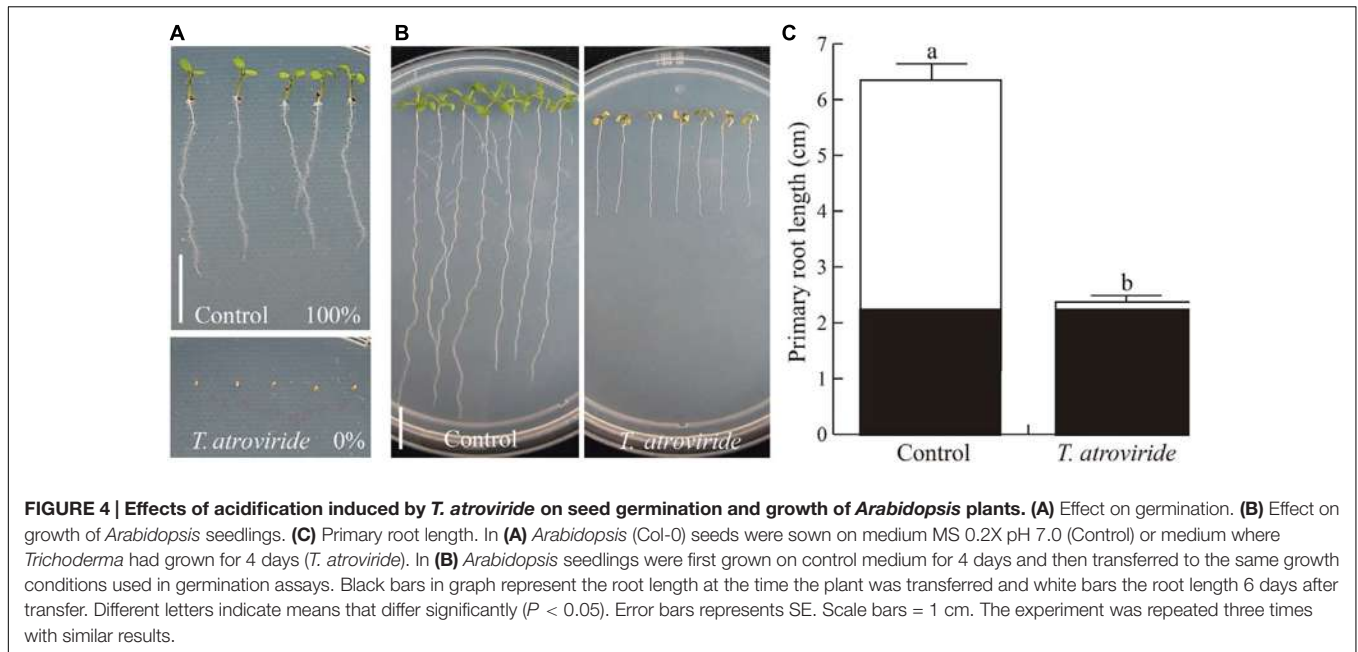 A
B
C
Control 100%
T. atroviride 0%
Control
T. atroviride
Primary root length (cm)
7
6
5
4
3
2
1
0
a
b
Control
T. atroviride
FIGURE 4 | Effects of acidification induced by T. atroviride on seed germination and growth of Arabidopsis plants. (A) Effect on germination. (B) Effect on
growth of Arabidopsis seedlings. (C) Primary root length. In (A) Arabidopsis (Col-0) seeds were sown on medium MS 0.2X pH 7.0 (Control) or medium where
Trichoderma had grown for 4 days (T. atroviride). In (B) Arabidopsis seedlings were first grown on control medium for 4 days and then transferred to the same growth
conditions used in germination assays. Black bars in graph represent the root length at the time the plant was transferred and white bars the root length 6 days after
transfer. Different letters indicate means that differ significantly (P < 0.05). Error bars represents SE. Scale bars = 1 cm. The experiment was repeated three times
with similar results.